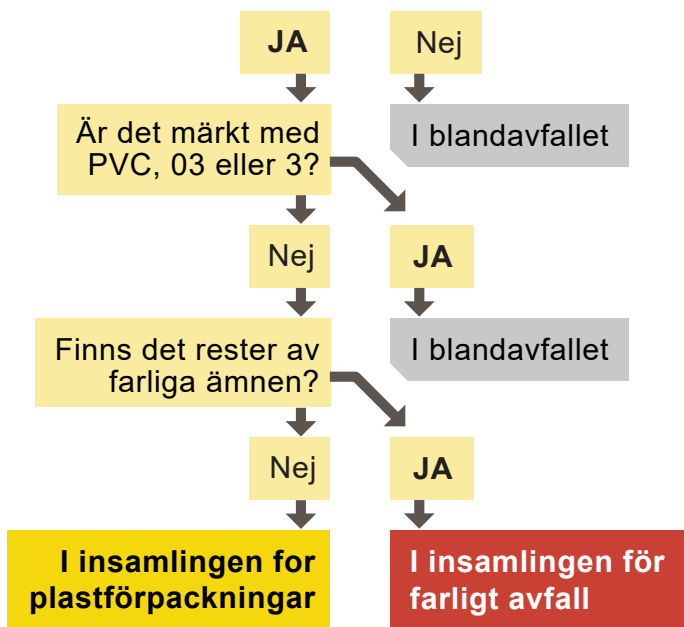 JA
Nej
Är det märkt med
PVC, 03 eller 3?
I blandavfallet
Nej
JA
Finns det rester av
farliga ämnen?
I blandavfallet
Nej
JA
I insamlingen for
plastförpackningar
I insamlingen för
farligt avfall